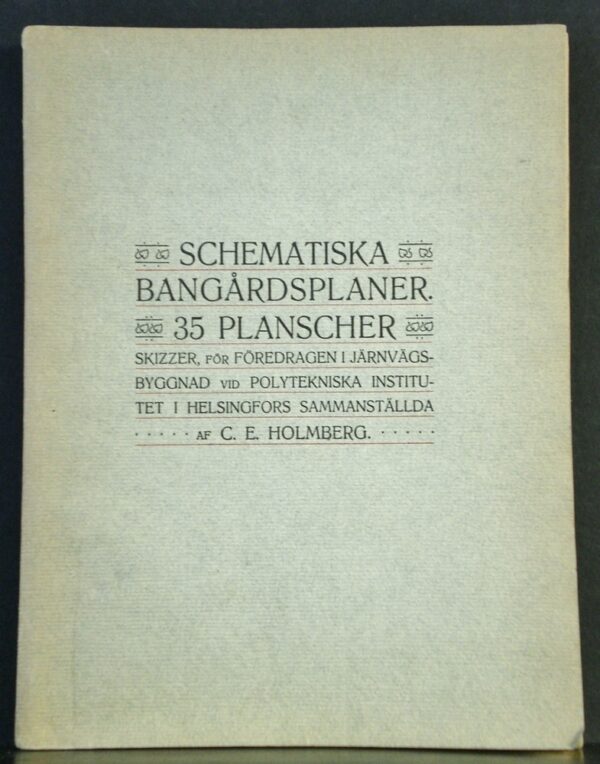 SCHEMATISKA
BANGÅRDSPLANER.
35 PLANSCHER
SKIZZER, FÖR FÖREDRAGEN I JÄRNVÄGS-
BYGGNAD VID POLYTEKNISKA INSTITU-
TET I HELSINGFORS SAMMANSTÄLLDA
· · · · · AF C. E. HOLMBERG. · · · · ·